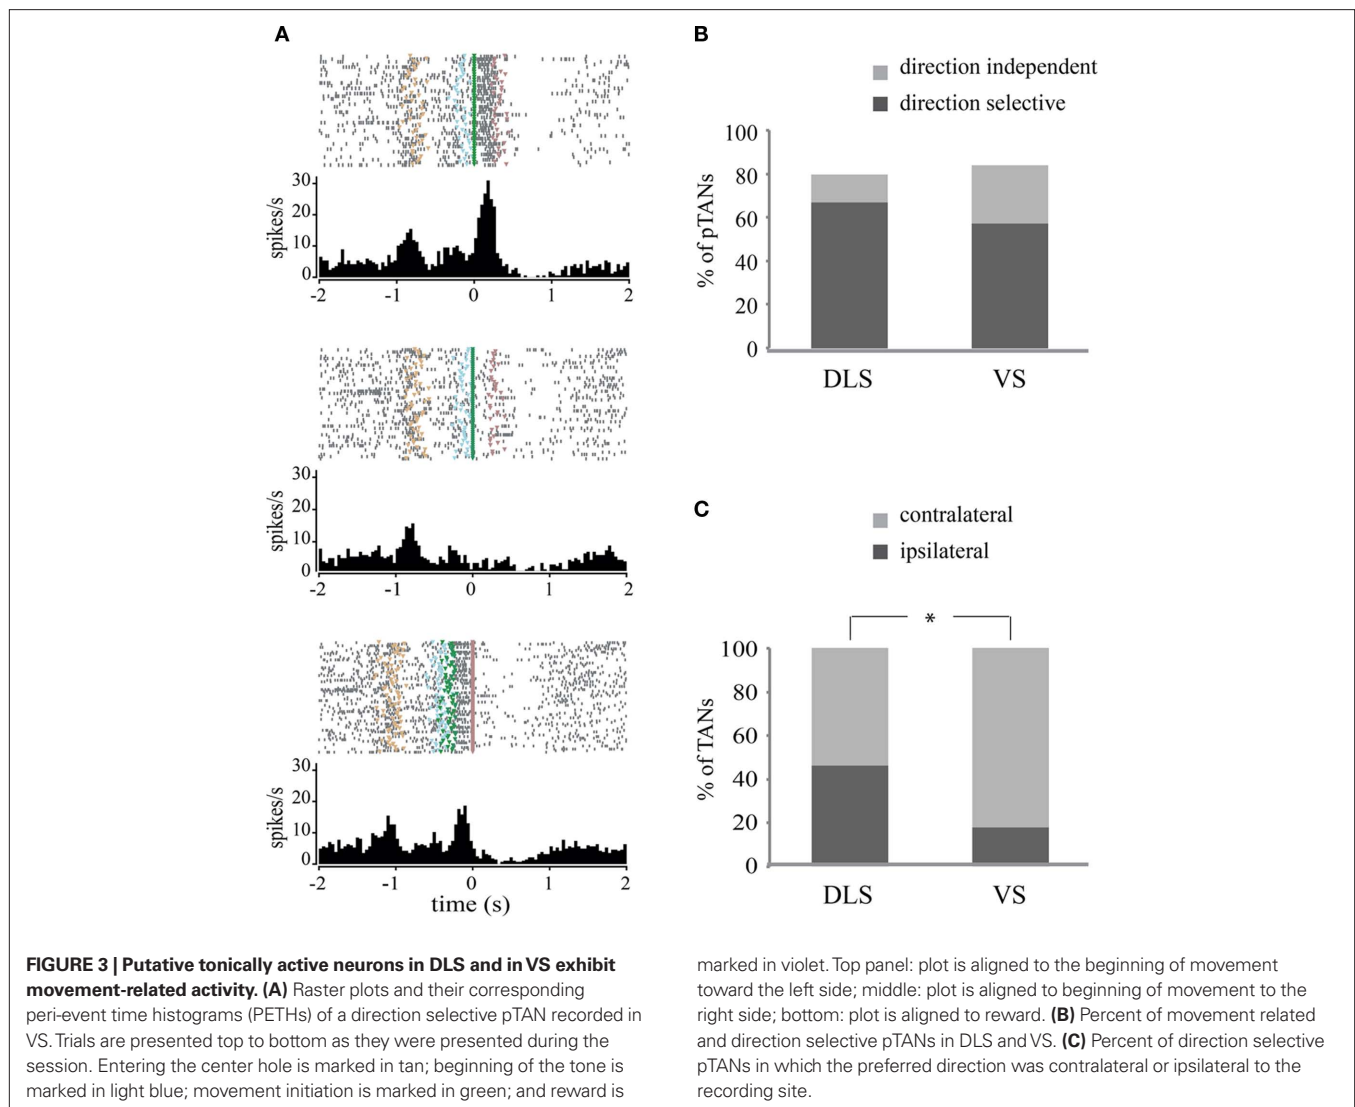 A
spikes/s
30
20
10
0
-2 -1 0 1 2
spikes/s
30
20
10
0
-2 -1 0 1 2
spikes/s
30
20
10
0
-2 -1 0 1 2
time (s)
B
direction independent
direction selective
% of pTANs
100
80
60
40
20
0
DLS VS
C
contralateral
ipsilateral
*
% of TANs
100
80
60
40
20
0
DLS VS
FIGURE 3 | Putative tonically active neurons in DLS and in VS exhibit
movement-related activity. (A) Raster plots and their corresponding
peri-event time histograms (PETHs) of a direction selective pTAN recorded in
VS. Trials are presented top to bottom as they were presented during the
session. Entering the center hole is marked in tan; beginning of the tone is
marked in light blue; movement initiation is marked in green; and reward is
marked in violet. Top panel: plot is aligned to the beginning of movement
toward the left side; middle: plot is aligned to beginning of movement to the
right side; bottom: plot is aligned to reward. (B) Percent of movement related
and direction selective pTANs in DLS and VS. (C) Percent of direction selective
pTANs in which the preferred direction was contralateral or ipsilateral to the
recording site.